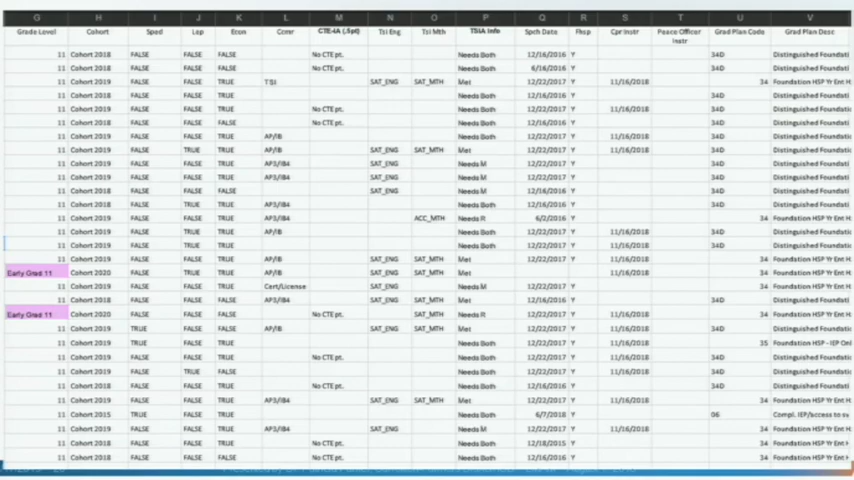 G H I J K L M N O P Q R S T U V
Grade Level Cohort Sped Lep Econ Ccmr CTE-IA (.5pt) Tsi Eng Tsi Mth TSIA Info Spch Date Fhsp Cpr Instr Peace Officer Instr Grad Plan Code Grad Plan Desc
11 Cohort 2018 FALSE FALSE FALSE No CTE pt. Needs Both 12/16/2016 Y 34D Distinguished Foundati
11 Cohort 2018 FALSE FALSE FALSE No CTE pt. Needs Both 6/16/2016 Y 34D Distinguished Foundati
11 Cohort 2019 FALSE FALSE TRUE TSI SAT_ENG SAT_MTH Met 12/22/2017 Y 11/16/2018 34 Foundation HSP Yr Ent H
11 Cohort 2018 FALSE FALSE TRUE Needs Both 12/16/2016 Y 34D Distinguished Foundati
11 Cohort 2019 FALSE FALSE TRUE No CTE pt. Needs Both 12/22/2017 Y 11/16/2018 34D Distinguished Foundati
11 Cohort 2018 FALSE FALSE FALSE No CTE pt. Needs Both 12/16/2016 Y 34D Distinguished Foundati
11 Cohort 2019 FALSE FALSE TRUE AP/IB Needs Both 12/22/2017 Y 11/16/2018 34D Distinguished Foundati
11 Cohort 2019 FALSE TRUE TRUE AP/IB SAT_ENG SAT_MTH Met 12/22/2017 Y 11/16/2018 34D Distinguished Foundati
11 Cohort 2019 FALSE FALSE TRUE AP3/IB4 SAT_ENG Needs M 12/22/2017 Y 34D Distinguished Foundati
11 Cohort 2019 FALSE FALSE TRUE AP3/IB4 SAT_ENG Needs M 12/22/2017 Y 34D Distinguished Foundati
11 Cohort 2018 FALSE FALSE FALSE SAT_ENG Needs M 12/16/2016 Y 34D Distinguished Foundati
11 Cohort 2018 FALSE TRUE TRUE AP3/IB4 Needs Both 12/16/2016 Y 34D Distinguished Foundati
11 Cohort 2019 FALSE FALSE TRUE AP3/IB4 ACC_MTH Needs R 6/2/2016 Y 34 Foundation HSP Yr Ent H
11 Cohort 2019 FALSE TRUE TRUE AP/IB Needs Both 12/22/2017 Y 11/16/2018 34D Distinguished Foundati
11 Cohort 2019 FALSE TRUE TRUE Needs Both 12/22/2017 Y 11/16/2018 34D Distinguished Foundati
11 Cohort 2019 FALSE FALSE TRUE AP/IB SAT_ENG SAT_MTH Met 12/22/2017 Y 11/16/2018 34 Foundation HSP Yr Ent H
Early Grad 11 Cohort 2020 FALSE TRUE TRUE AP/IB SAT_ENG SAT_MTH Met 11/16/2018 34 Foundation HSP Yr Ent H
11 Cohort 2019 FALSE FALSE TRUE Cert/License SAT_ENG Needs M 12/22/2017 Y 34 Foundation HSP Yr Ent H
11 Cohort 2018 FALSE FALSE FALSE AP3/IB4 SAT_ENG SAT_MTH Met 12/16/2016 Y 34D Distinguished Foundati
Early Grad 11 Cohort 2020 FALSE FALSE FALSE No CTE pt. SAT_MTH Needs R 12/22/2017 Y 11/16/2018 34 Foundation HSP Yr Ent H
11 Cohort 2019 TRUE FALSE FALSE AP/IB SAT_ENG SAT_MTH Met 12/22/2017 Y 11/16/2018 34D Distinguished Foundati
11 Cohort 2019 TRUE FALSE TRUE Needs Both 12/22/2017 Y 11/16/2018 35 Foundation HSP - IEP Onl
11 Cohort 2019 FALSE FALSE TRUE No CTE pt. Needs Both 12/22/2017 Y 11/16/2018 34D Distinguished Foundati
11 Cohort 2019 FALSE TRUE FALSE Needs Both 12/22/2017 Y 11/16/2018 34D Distinguished Foundati
11 Cohort 2018 FALSE FALSE TRUE No CTE pt. Needs Both 12/16/2016 Y 34D Distinguished Foundati
11 Cohort 2019 FALSE FALSE TRUE AP3/IB4 SAT_ENG SAT_MTH Met 12/22/2017 Y 11/16/2018 34 Foundation HSP Yr Ent H
11 Cohort 2015 TRUE FALSE TRUE Needs Both 6/7/2018 Y 06 Compl. IEP/access to sv
11 Cohort 2019 FALSE FALSE TRUE AP3/IB4 SAT_ENG Needs M 12/22/2017 Y 11/16/2018 34 Foundation HSP Yr Ent H
11 Cohort 2018 FALSE FALSE TRUE No CTE pt. Needs Both 12/18/2015 Y 34 Foundation HSP Yr Ent H
11 Cohort 2018 FALSE FALSE FALSE No CTE pt. Needs Both 12/16/2016 Y 34 Foundation HSP Yr Ent H